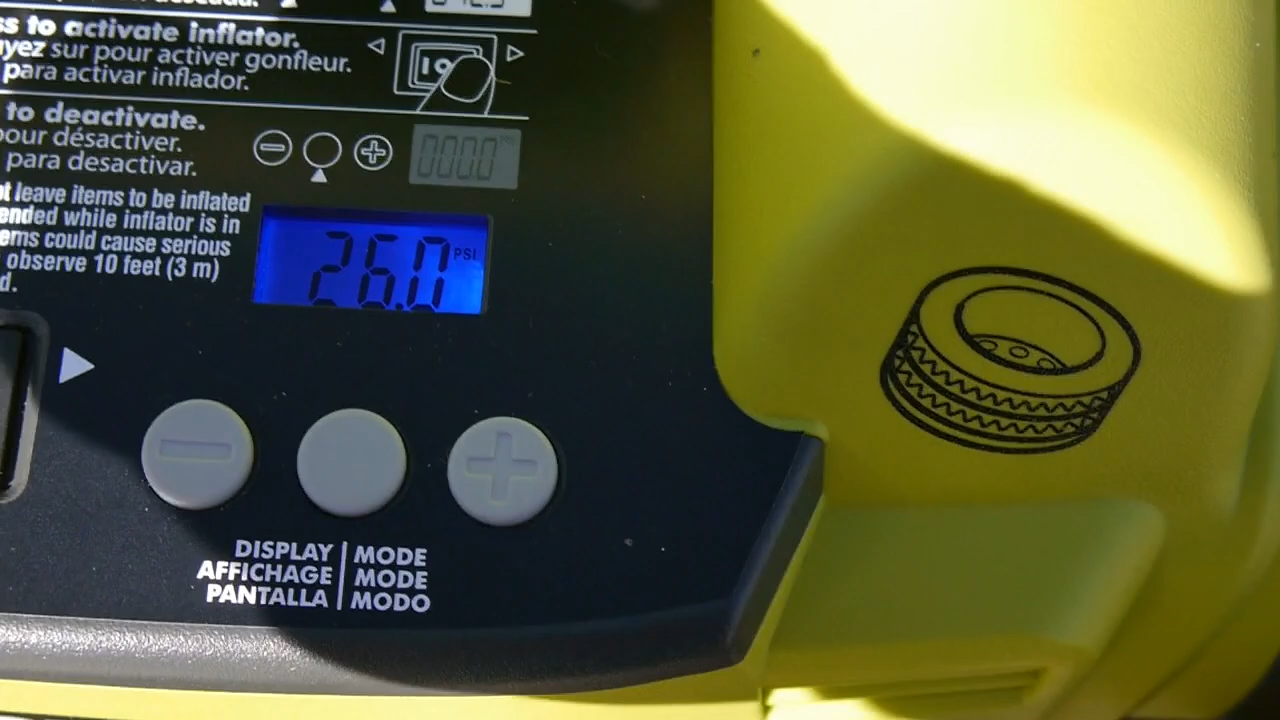 ss to activate inflator.
yez sur pour activer gonfleur.
para activar inflador.
to deactivate.
pour désactiver.
para desactivar.
0000
t leave items to be inflated
ended while inflator is in
ems could cause serious
observe 10 feet (3 m)
d.
26.0 PSI
DISPLAY | MODE
AFFICHAGE | MODE
PANTALLA | MODO